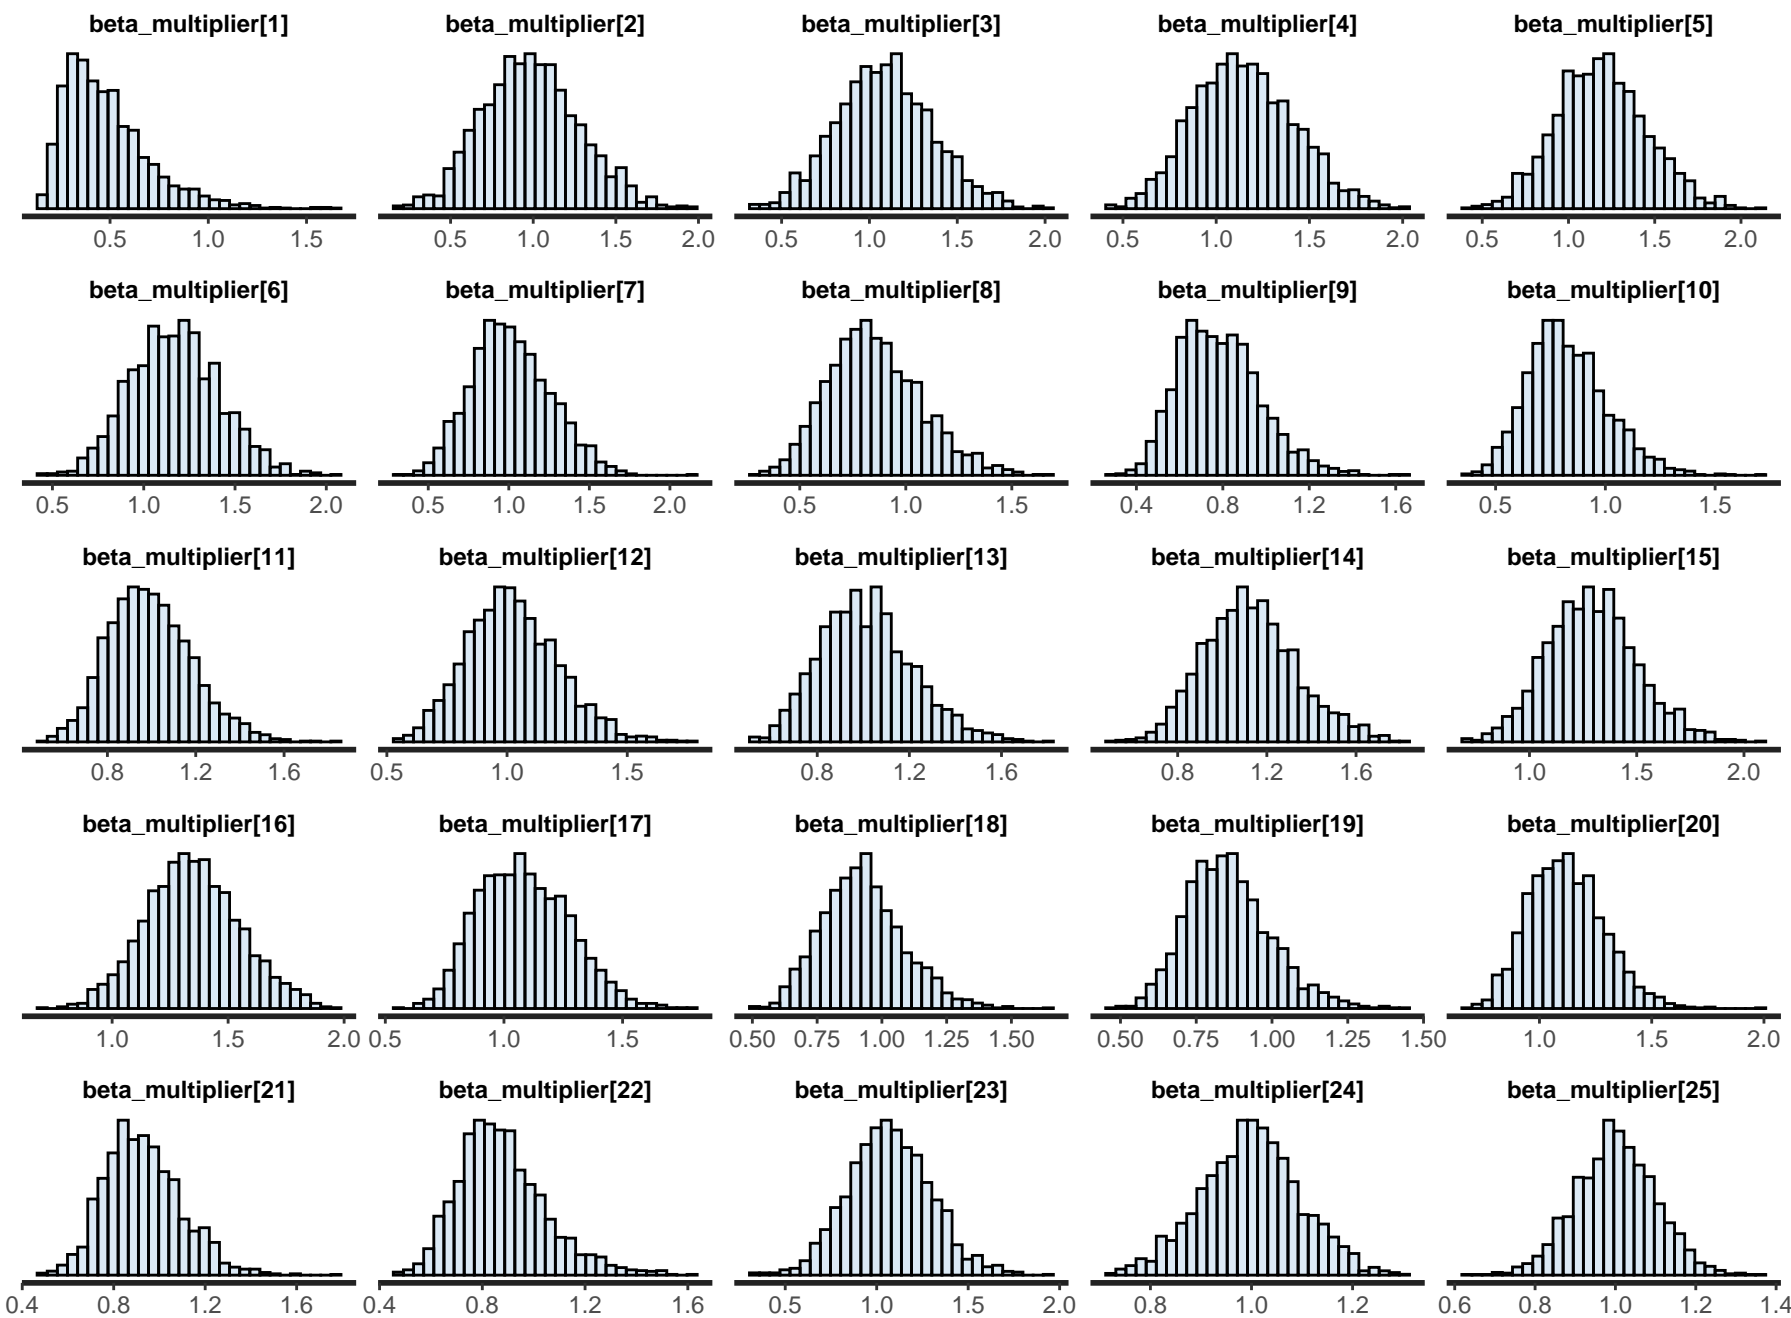 beta_multiplier[1] beta_multiplier[2] beta_multiplier[3] beta_multiplier[4] beta_multiplier[5]
0.5 1.0 1.5 0.5 1.0 1.5 2.0 0.5 1.0 1.5 2.0 0.5 1.0 1.5 2.0 0.5 1.0 1.5 2.0
beta_multiplier[6] beta_multiplier[7] beta_multiplier[8] beta_multiplier[9] beta_multiplier[10]
0.5 1.0 1.5 2.0 0.5 1.0 1.5 2.0 0.5 1.0 1.5 0.4 0.8 1.2 1.6 0.5 1.0 1.5
beta_multiplier[11] beta_multiplier[12] beta_multiplier[13] beta_multiplier[14] beta_multiplier[15]
0.8 1.2 1.6 0.5 1.0 1.5 0.8 1.2 1.6 0.8 1.2 1.6 1.0 1.5 2.0
beta_multiplier[16] beta_multiplier[17] beta_multiplier[18] beta_multiplier[19] beta_multiplier[20]
1.0 1.5 2.0 0.5 1.0 1.5 0.50 0.75 1.00 1.25 1.50 0.50 0.75 1.00 1.25 1.50 1.0 1.5 2.0
beta_multiplier[21] beta_multiplier[22] beta_multiplier[23] beta_multiplier[24] beta_multiplier[25]
0.4 0.8 1.2 1.6 0.4 0.8 1.2 1.6 0.5 1.0 1.5 2.0 0.8 1.0 1.2 0.6 0.8 1.0 1.2 1.4